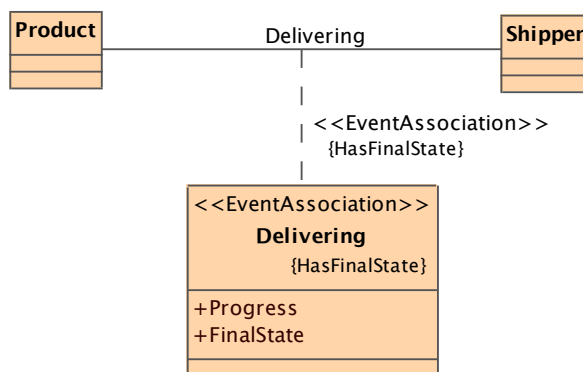 Product
Delivering
Shipper
<<EventAssociation>>
{HasFinalState}
<<EventAssociation>>
Delivering
{HasFinalState}
+Progress
+FinalState